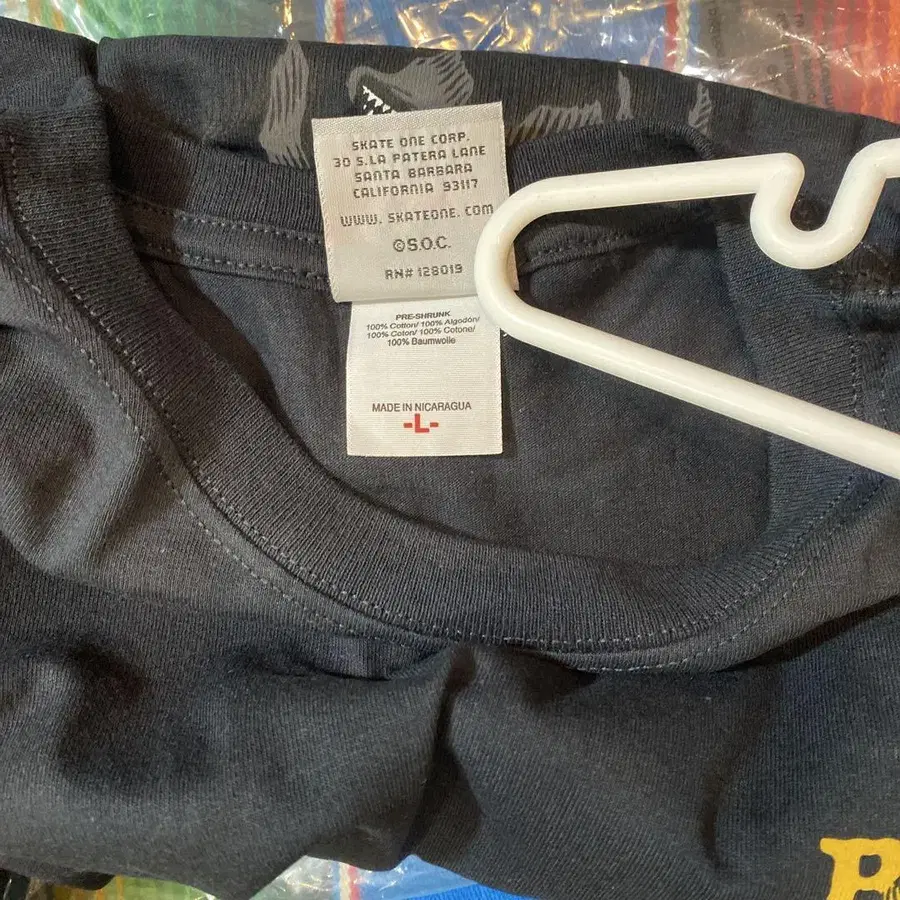 SKATE ONE CORP.
30 S.LA PATERA LANE
SANTA BARBARA
CALIFORNIA 93117
WWW. SKATEONE. COM
©S.O.C.
RN# 128019
PRE-SHRUNK
100% Cotton/ 100% Algodón/
100% Coton/ 100% Cotone/
100% Baumwolle
MADE IN NICARAGUA
-L-